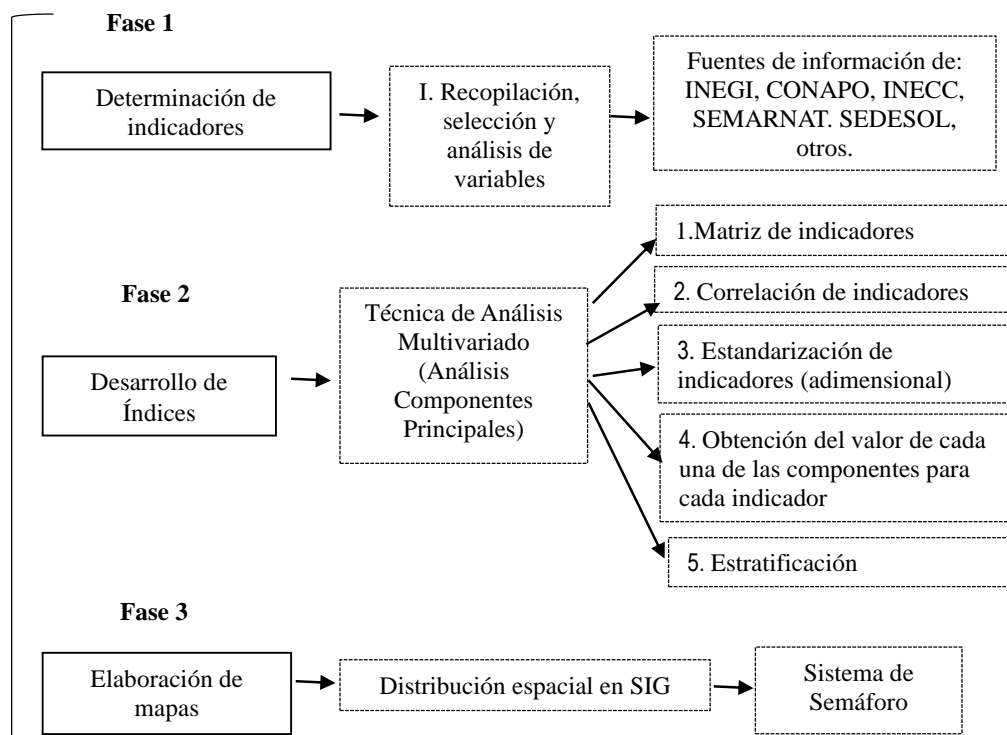 Fase 1
Determinación de
indicadores
I. Recopilación,
selección y
análisis de
variables
Fuentes de información de:
INEGI, CONAPO, INECC,
SEMARNAT. SEDESOL,
otros.
Fase 2
Desarrollo de
Índices
Técnica de Análisis
Multivariado
(Análisis
Componentes
Principales)
1.Matriz de indicadores
2. Correlación de indicadores
3. Estandarización de
indicadores (adimensional)
4. Obtención del valor de cada
una de las componentes para
cada indicador
5. Estratificación
Fase 3
Elaboración de
mapas
Distribución espacial en SIG
Sistema de
Semáforo